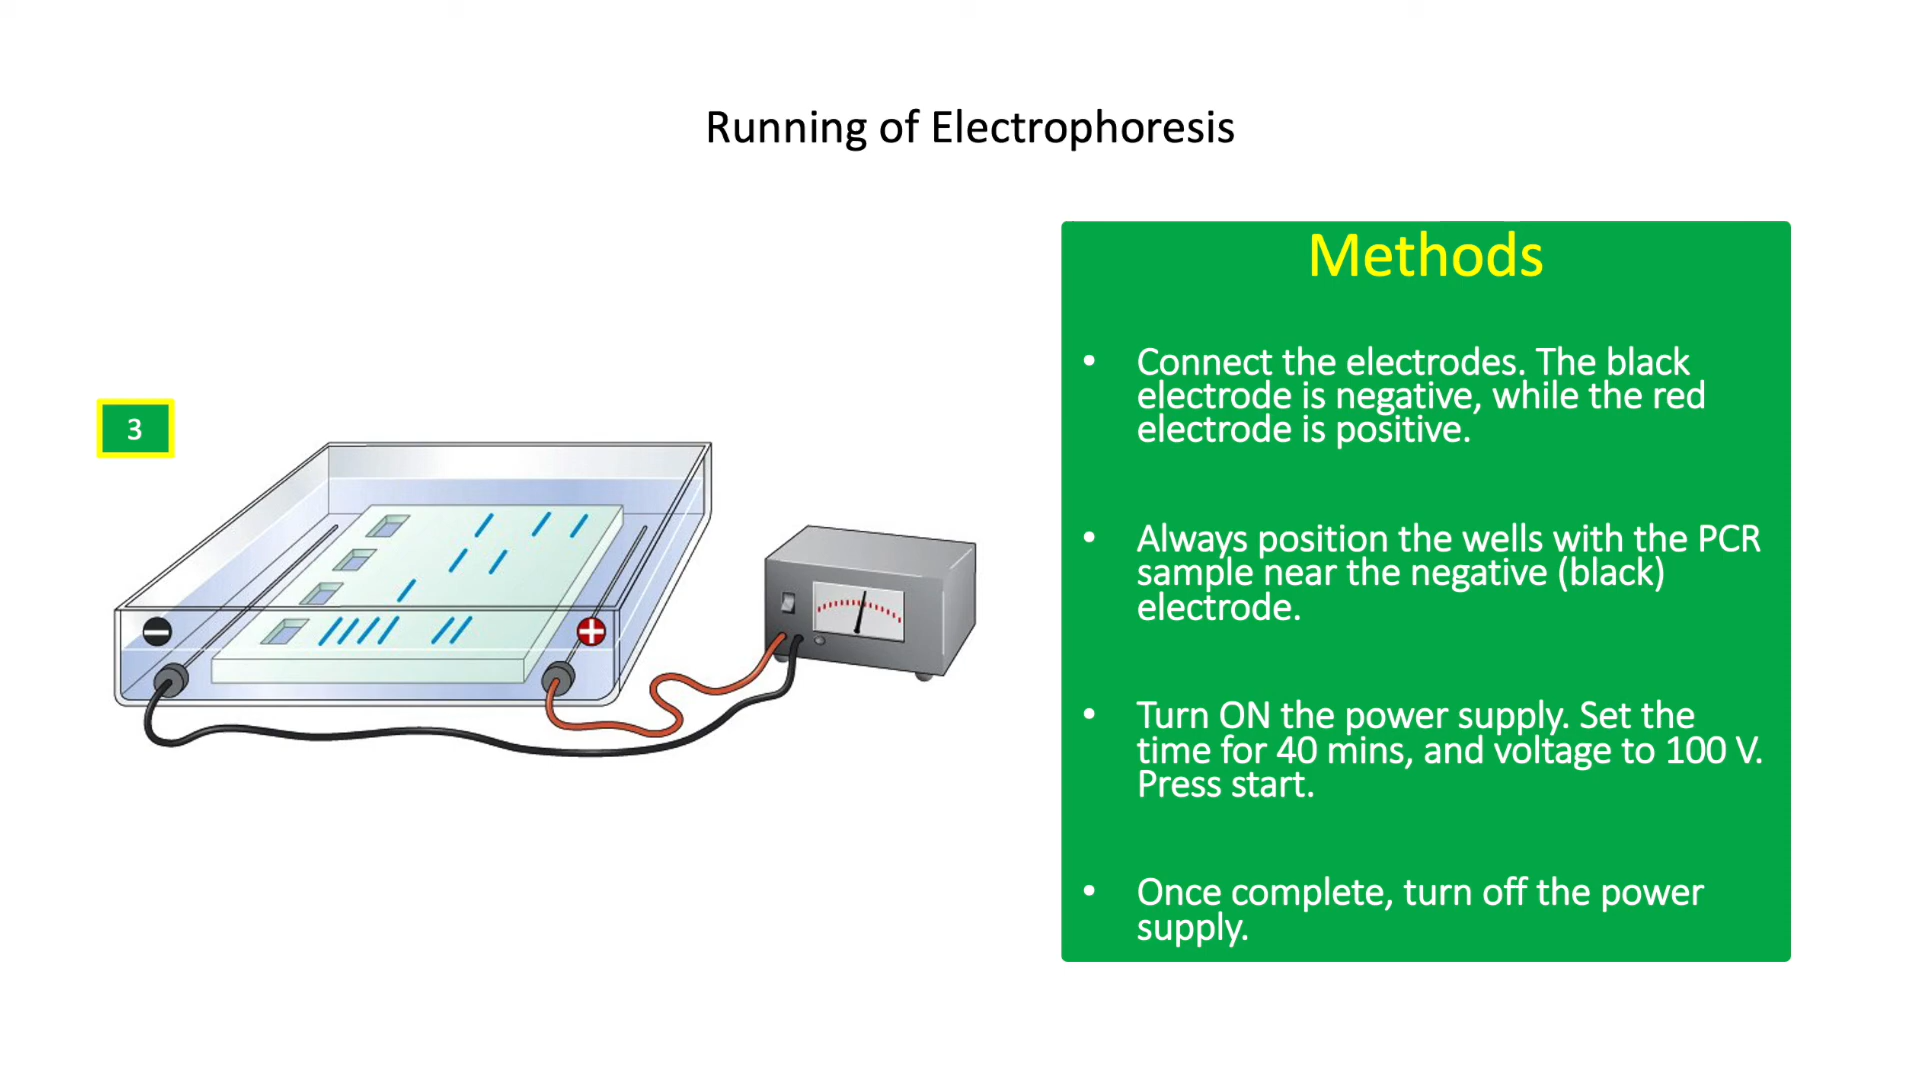 Running of Electrophoresis
3
−
+
Methods
• Connect the electrodes. The black
electrode is negative, while the red
electrode is positive.
• Always position the wells with the PCR
sample near the negative (black)
electrode.
• Turn ON the power supply. Set the
time for 40 mins, and voltage to 100 V.
Press start.
• Once complete, turn off the power
supply.